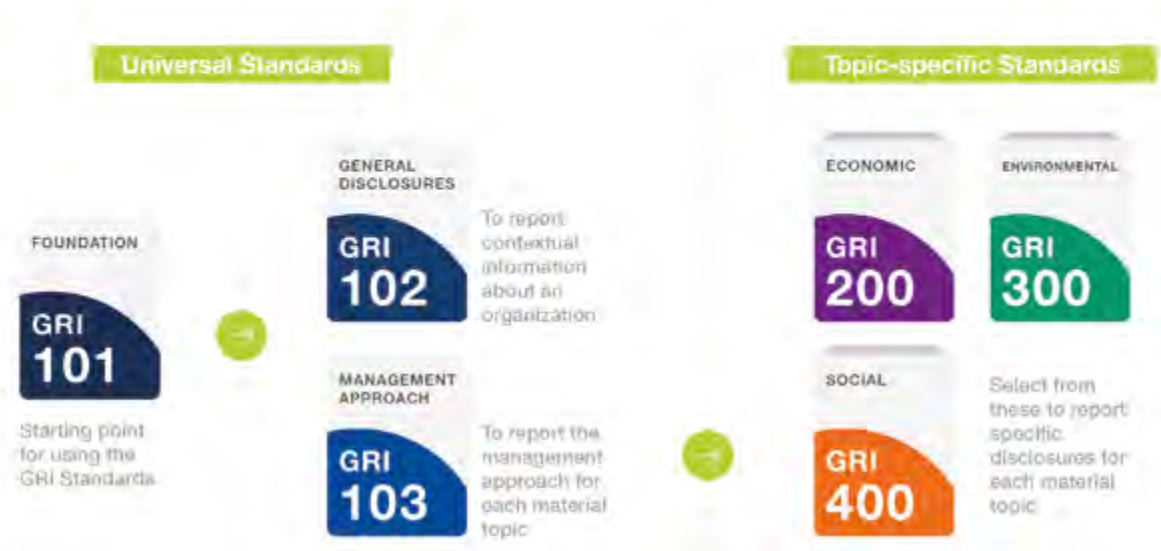 Universal Standards
Topic-specific Standards
FOUNDATION
GRI
101
Starting point
for using the
GRI Standards
GENERAL
DISCLOSURES
GRI
102
To report
contextual
information
about an
organization
MANAGEMENT
APPROACH
GRI
103
To report the
management
approach for
each material
topic
ECONOMIC
GRI
200
ENVIRONMENTAL
GRI
300
SOCIAL
GRI
400
Select from
these to report
specific
disclosures for
each material
topic